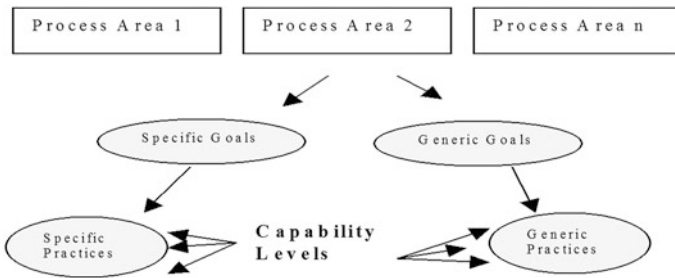 Process Area 1
Process Area 2
Process Area n
Specific Goals
Generic Goals
Specific
Practices
Capability
Levels
Generic
Practices